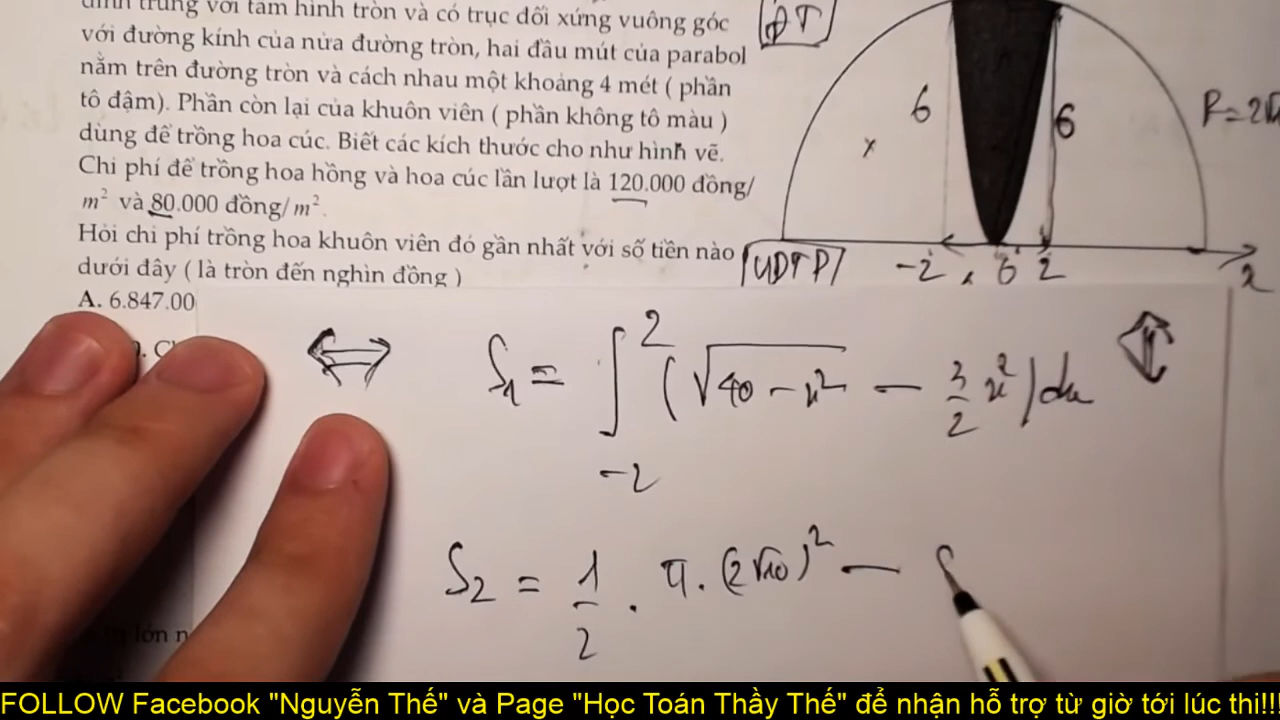 đỉnh trùng với tâm hình tròn và có trục đối xứng vuông góc
với đường kính của nửa đường tròn, hai đầu mút của parabol
nằm trên đường tròn và cách nhau một khoảng 4 mét ( phần
tô đậm). Phần còn lại của khuôn viên ( phần không tô màu )
dùng để trồng hoa cúc. Biết các kích thước cho như hình vẽ.
Chi phí để trồng hoa hồng và hoa cúc lần lượt là 120.000 đồng/
m² và 80.000 đồng/m².
Hỏi chi phí trồng hoa khuôn viên đó gần nhất với số tiền nào
dưới đây ( là tròn đến nghìn đồng )
A. 6.847.00
ĐT
6
6
x
R=2√
UDTP
-2
2
x
S₁ = ∫₋₂² (√40 - x² - 3/2 x²) dx
S₂ = 1/2 . π . (2√10)² - S
lớn n
FOLLOW Facebook "Nguyễn Thế" và Page "Học Toán Thầy Thế" để nhận hỗ trợ từ giờ tới lúc thi!!!